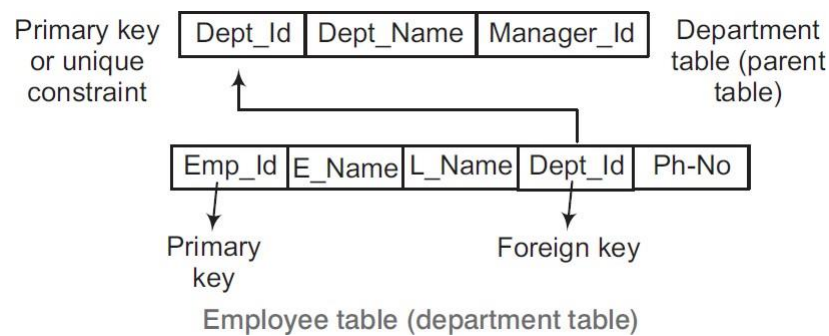 Primary key
or unique
constraint
Dept_Id Dept_Name Manager_Id
Department
table (parent
table)
Emp_Id E_Name L_Name Dept_Id Ph-No
Primary
key
Foreign key
Employee table (department table)